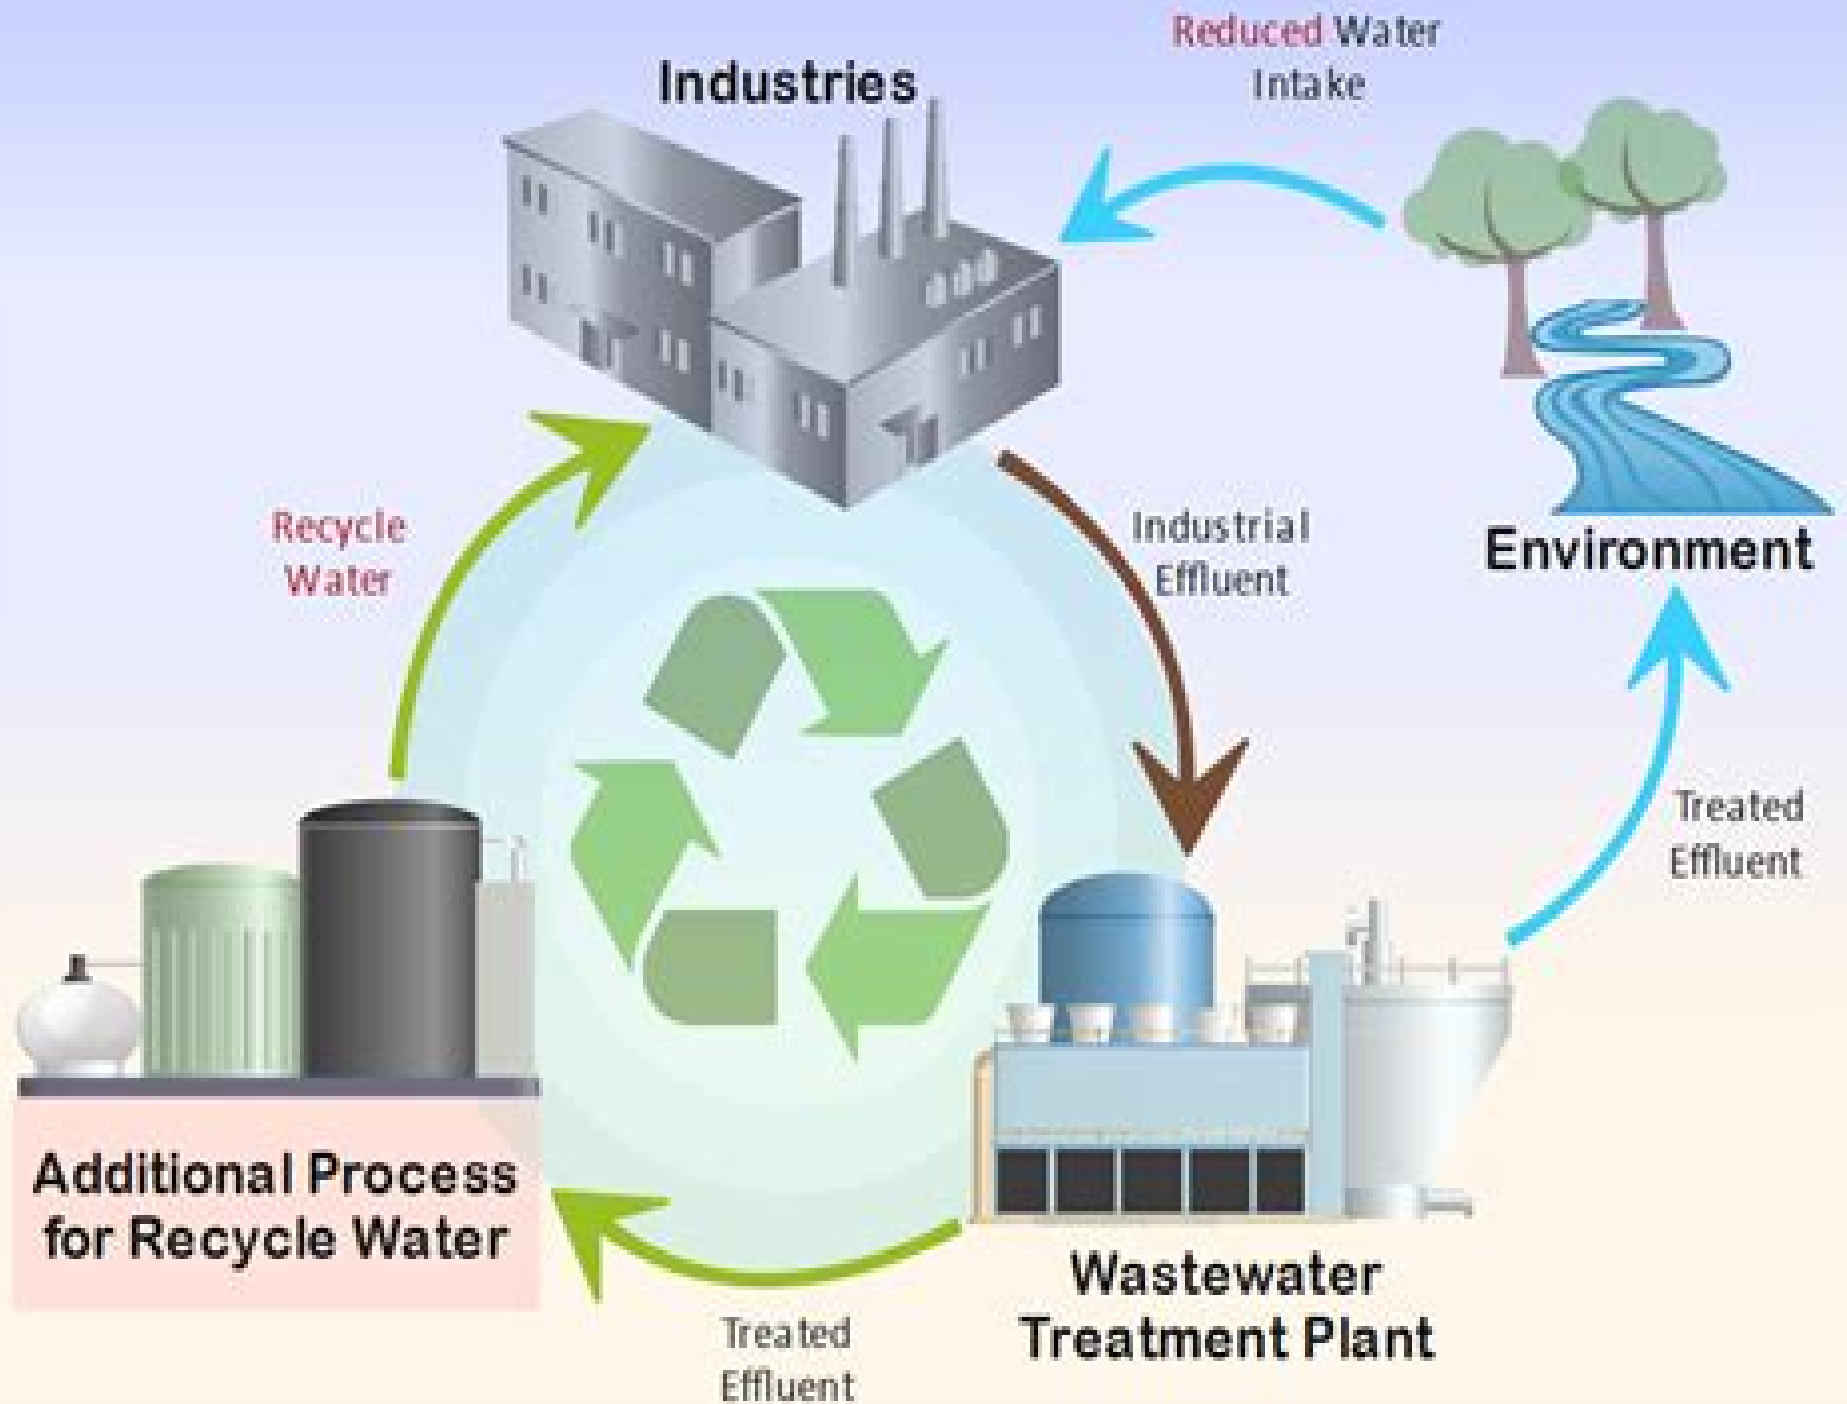 Reduced Water
Intake
Industries
Recycle
Water
Industrial
Effluent
Environment
Treated
Effluent
Additional Process
for Recycle Water
Wastewater
Treatment Plant
Treated
Effluent